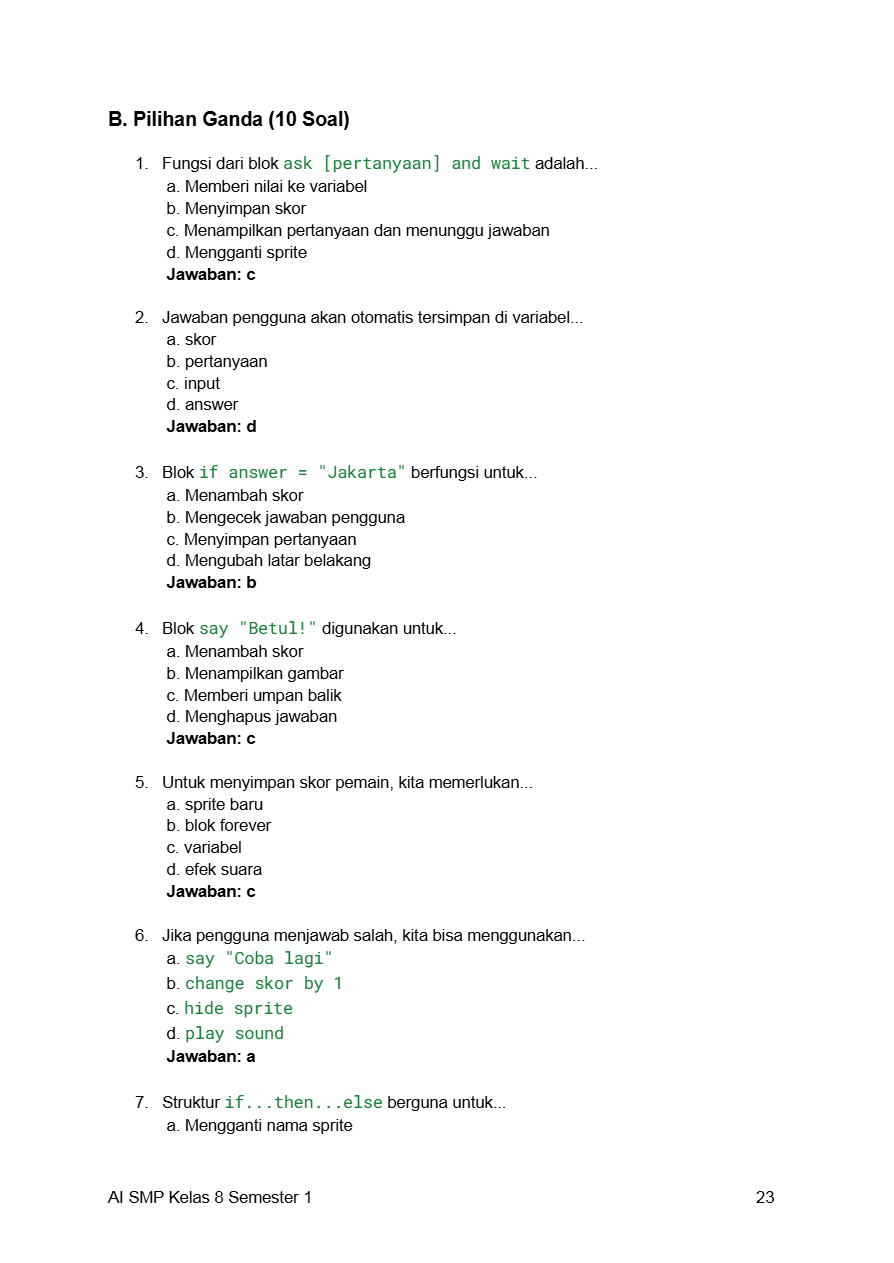 B. Pilihan Ganda (10 Soal)
1. Fungsi dari blok ask [pertanyaan] and wait adalah...
a. Memberi nilai ke variabel
b. Menyimpan skor
c. Menampilkan pertanyaan dan menunggu jawaban
d. Mengganti sprite
Jawaban: c
2. Jawaban pengguna akan otomatis tersimpan di variabel...
a. skor
b. pertanyaan
c. input
d. answer
Jawaban: d
3. Blok if answer = "Jakarta" berfungsi untuk...
a. Menambah skor
b. Mengecek jawaban pengguna
c. Menyimpan pertanyaan
d. Mengubah latar belakang
Jawaban: b
4. Blok say "Betul!" digunakan untuk...
a. Menambah skor
b. Menampilkan gambar
c. Memberi umpan balik
d. Menghapus jawaban
Jawaban: c
5. Untuk menyimpan skor pemain, kita memerlukan...
a. sprite baru
b. blok forever
c. variabel
d. efek suara
Jawaban: c
6. Jika pengguna menjawab salah, kita bisa menggunakan...
a. say "Coba lagi"
b. change skor by 1
c. hide sprite
d. play sound
Jawaban: a
7. Struktur if...then...else berguna untuk...
a. Mengganti nama sprite
AI SMP Kelas 8 Semester 1 23